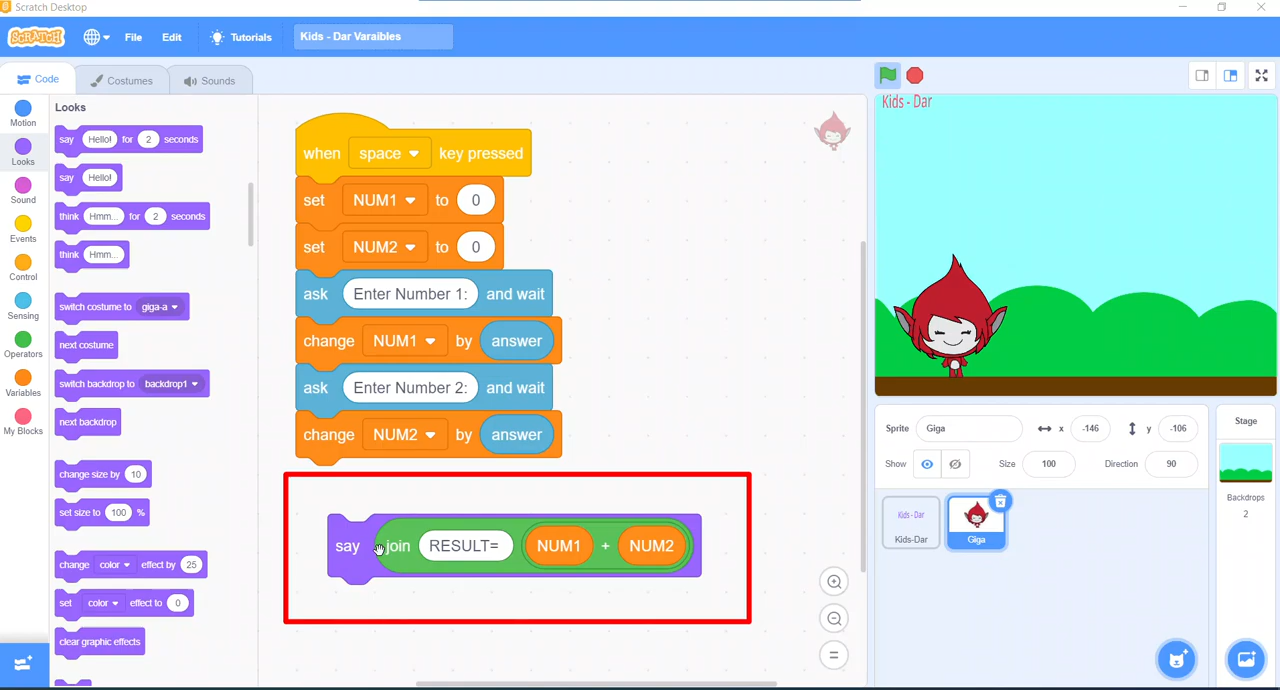 Scratch Desktop
SCRATCH File Edit Tutorials Kids - Dar Varaibles
Code Costumes Sounds
Motion
Looks
Sound
Events
Control
Sensing
Operators
Variables
My Blocks
Looks
say Hello! for 2 seconds
say Hello!
think Hmm... for 2 seconds
think Hmm...
switch costume to giga-a
next costume
switch backdrop to backdrop1
next backdrop
change size by 10
set size to 100 %
change color effect by 25
set color effect to 0
clear graphic effects
when space key pressed
set NUM1 to 0
set NUM2 to 0
ask Enter Number 1: and wait
change NUM1 by answer
ask Enter Number 2: and wait
change NUM2 by answer
say join RESULT= NUM1 + NUM2
Kids - Dar
Sprite Giga x -146 y -106
Show Size 100 Direction 90
Kids - Dar
Kids-Dar
Giga
Stage
Backdrops
2